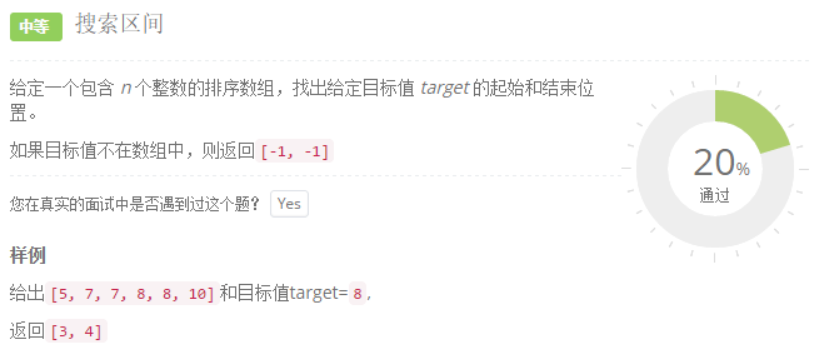 中等 搜索区间
给定一个包含 n 个整数的排序数组，找出给定目标值 target 的起始和结束位
置。
如果目标值不在数组中，则返回 [-1, -1]
20%
通过
您在真实的面试中是否遇到过这个题？ Yes
样例
给出 [5, 7, 7, 8, 8, 10] 和目标值target= 8 ,
返回 [3, 4]